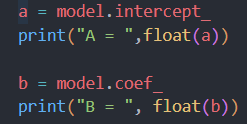 a = model.intercept_
print("A = ",float(a))
b = model.coef_
print("B = ", float(b))